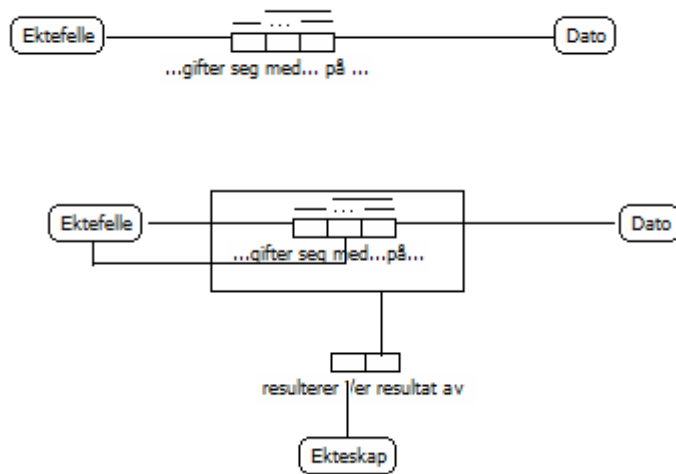 Ektefelle
Dato
...
...gifter seg med... på ...
Ektefelle
Dato
...
...gifter seg med...på...
resulterer i/er resultat av
Ekteskap